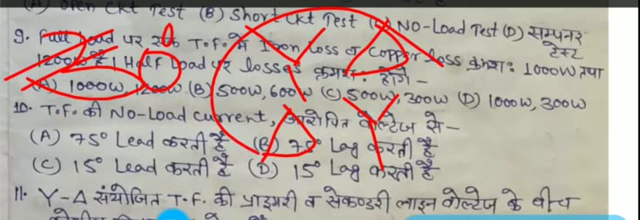 (A) Open Ckt Test (B) Short Ckt Test (C) NO-Load Test (D) सम्पनर टेस्ट
9. Full Load पर एक T.F. में Iron Loss व Copper Loss क्रमशः 1000W तथा
1200W है। Half Load पर losses क्रमशः होंगे -
(A) 1000W, 1200W (B) 500W, 600W (C) 500W, 300W (D) 1000W, 300W
10. T.F. की No-Load Current, आरोपित वोल्टेज से -
(A) 75° Lead करती है (B) 75° Lag करती है
(C) 15° Lead करती है (D) 15° Lag करती है
11. Y-Δ संयोजित T.F. की प्राइमरी व सेकण्डरी लाइन वोल्टेज के बीच